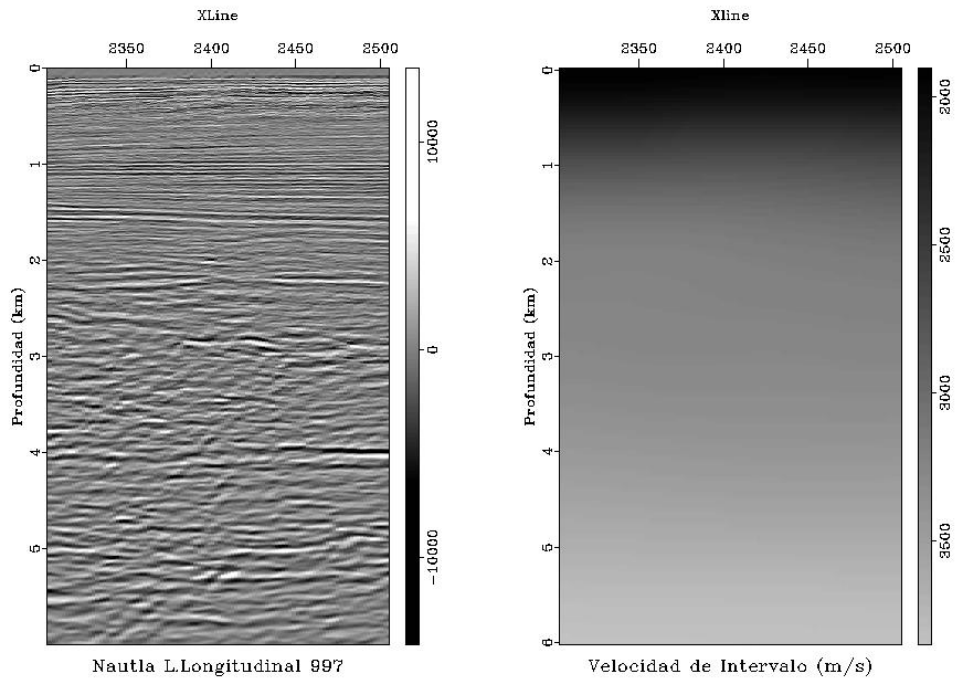 XLine
2350 2400 2450 2500
0
1
2
3
4
5
Profundidad (km)
10000
0
−10000
Nautla L.Longitudinal 997
Xline
2350 2400 2450 2500
0
1
2
3
4
5
6
Profundidad (km)
2000
2500
3000
3500
Velocidad de Intervalo (m/s)